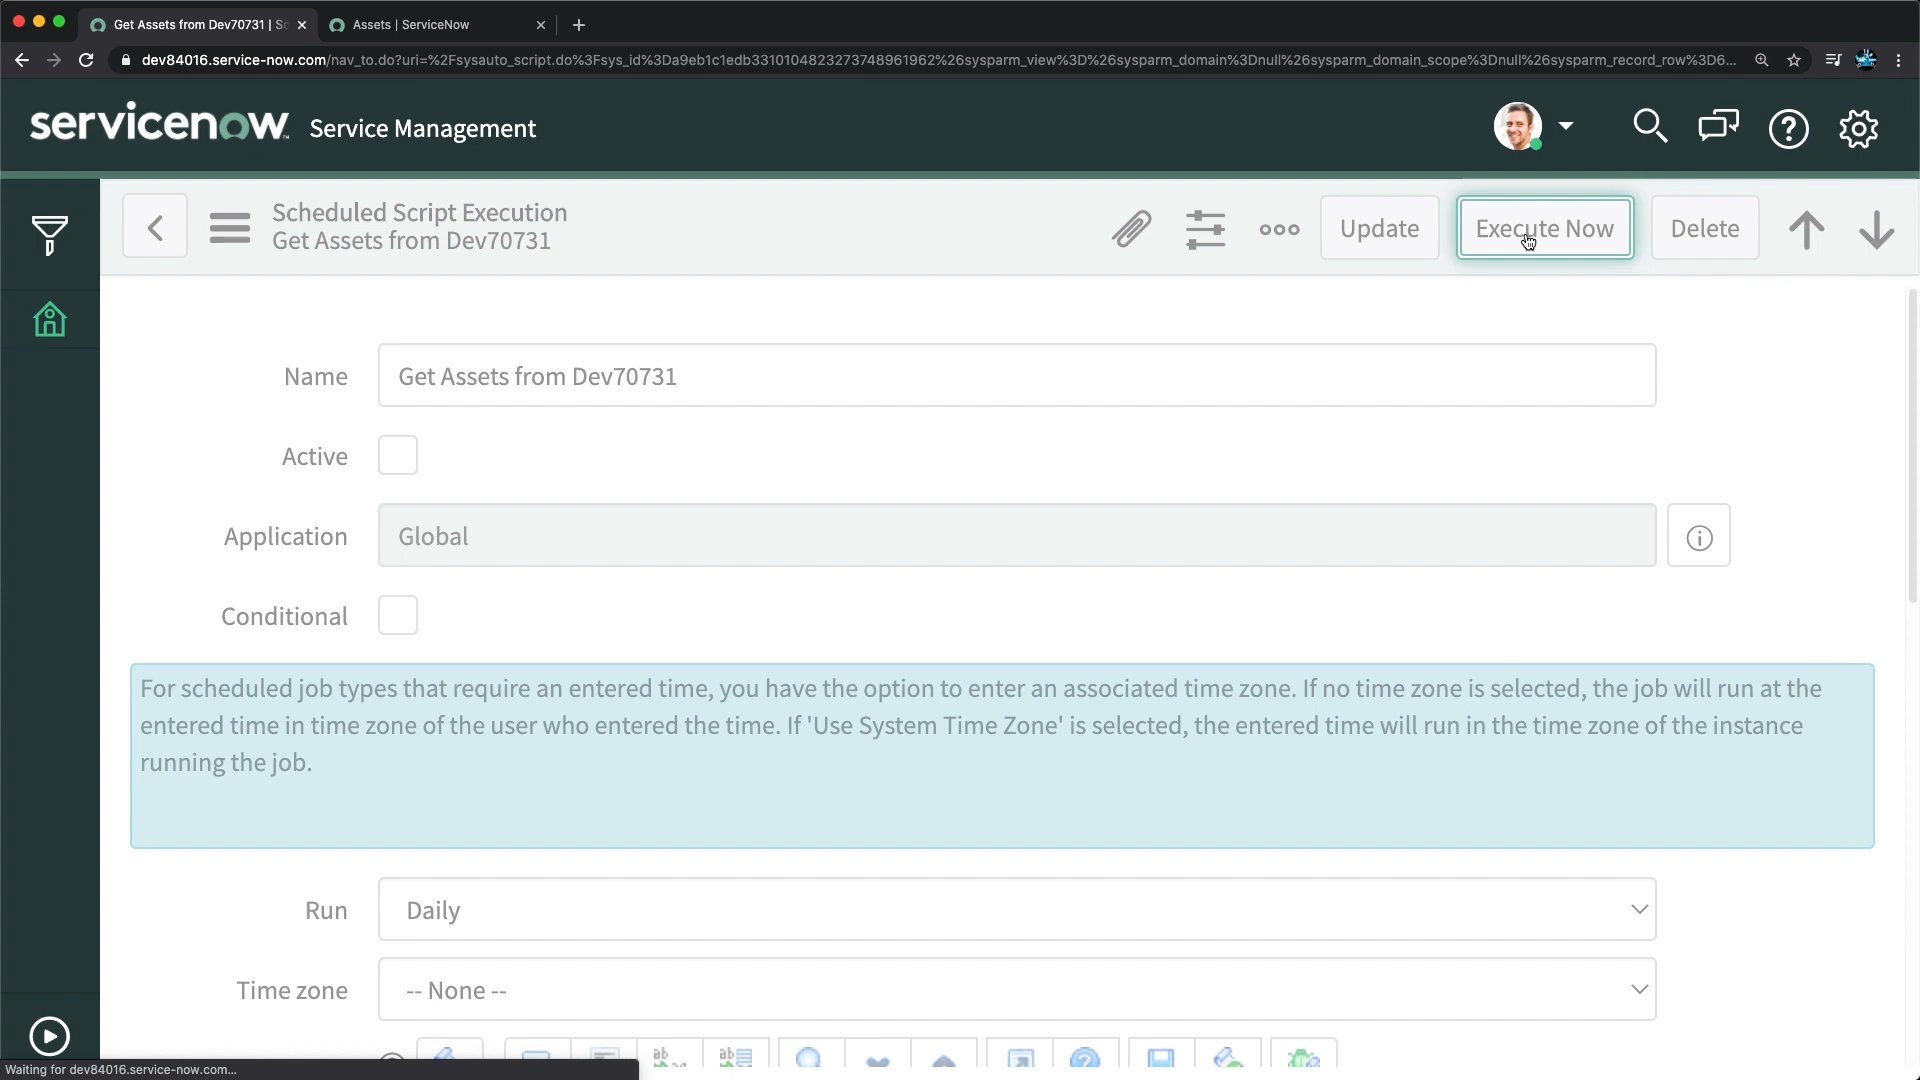 Get Assets from Dev70731 | Sc
Assets | ServiceNow
dev84016.service-now.com/nav_to.do?uri=%2Fsysauto_script.do%3Fsys_id%3Da9eb1c1edb3310104823273748961962%26sysparm_view%3D%26sysparm_domain%3Dnull%26sysparm_domain_scope%3Dnull%26sysparm_record_row%3D6...
servicenow Service Management
Scheduled Script Execution
Get Assets from Dev70731
Update
Execute Now
Delete
Name
Get Assets from Dev70731
Active
Application
Global
Conditional
For scheduled job types that require an entered time, you have the option to enter an associated time zone. If no time zone is selected, the job will run at the
entered time in time zone of the user who entered the time. If 'Use System Time Zone' is selected, the entered time will run in the time zone of the instance
running the job.
Run
Daily
Time zone
-- None --
Waiting for dev84016.service-now.com...